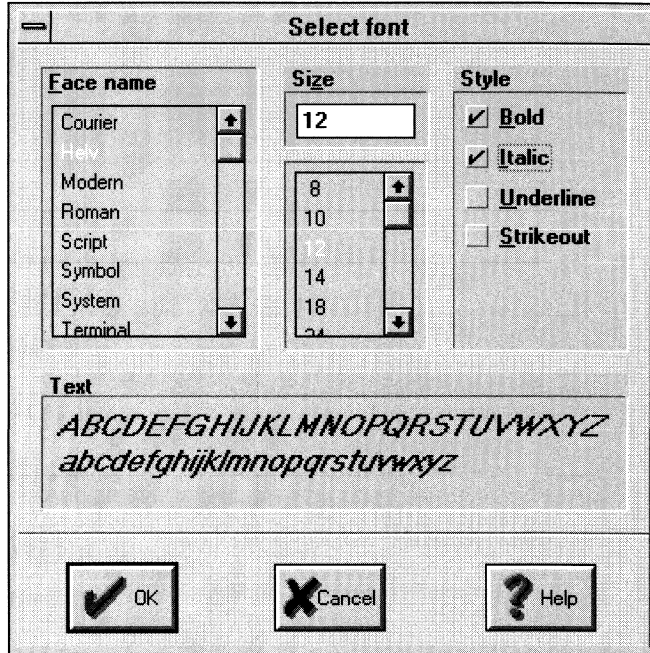 Select font
Face name
Courier
Helv
Modern
Roman
Script
Symbol
System
Terminal
Size
12
8
10
12
14
18
24
Style
Bold
Italic
Underline
Strikeout
Text
ABCDEFGHIJKLMNOPQRSTUVWXYZ
abcdefghijklmnopqrstuvwxyz
OK
Cancel
Help